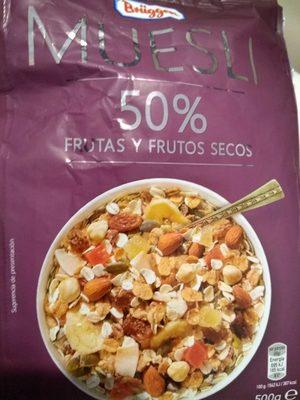 Brüggen
MUESLI
50%
FRUTAS Y FRUTOS SECOS
Sugerencia de presentación
500g